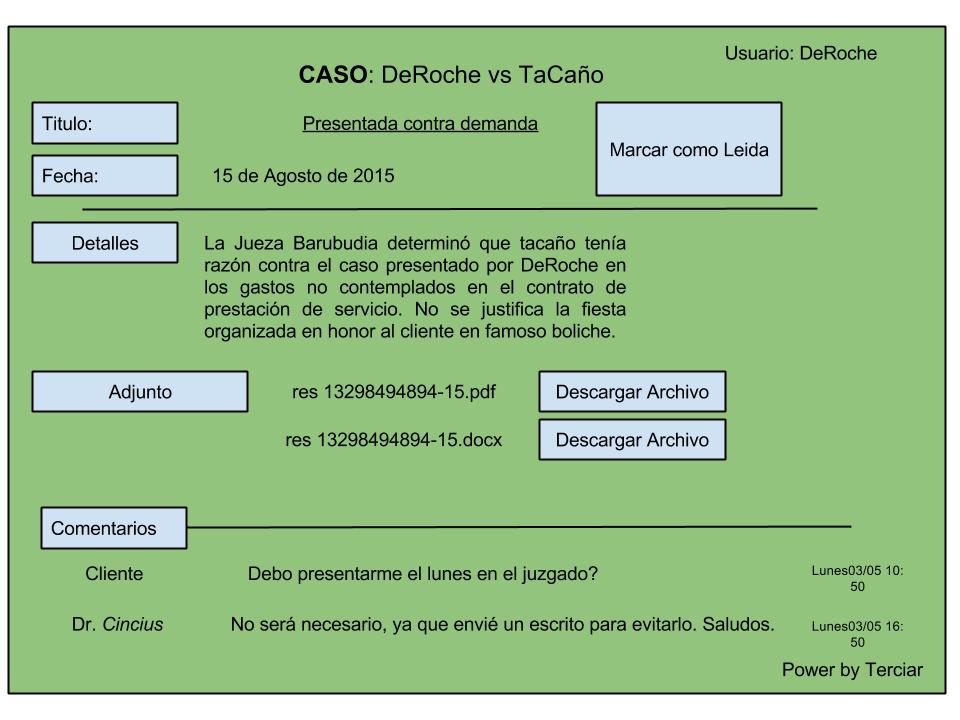 Usuario: DeRoche
CASO: DeRoche vs TaCaño
Titulo:
Presentada contra demanda
Marcar como Leida
Fecha:
15 de Agosto de 2015
Detalles
La Jueza Barubudia determinó que tacaño tenía
razón contra el caso presentado por DeRoche en
los gastos no contemplados en el contrato de
prestación de servicio. No se justifica la fiesta
organizada en honor al cliente en famoso boliche.
Adjunto
res 13298494894-15.pdf
Descargar Archivo
res 13298494894-15.docx
Descargar Archivo
Comentarios
Cliente
Debo presentarme el lunes en el juzgado?
Lunes03/05 10:
50
Dr. Cincius
No será necesario, ya que envié un escrito para evitarlo. Saludos.
Lunes03/05 16:
50
Power by Terciar